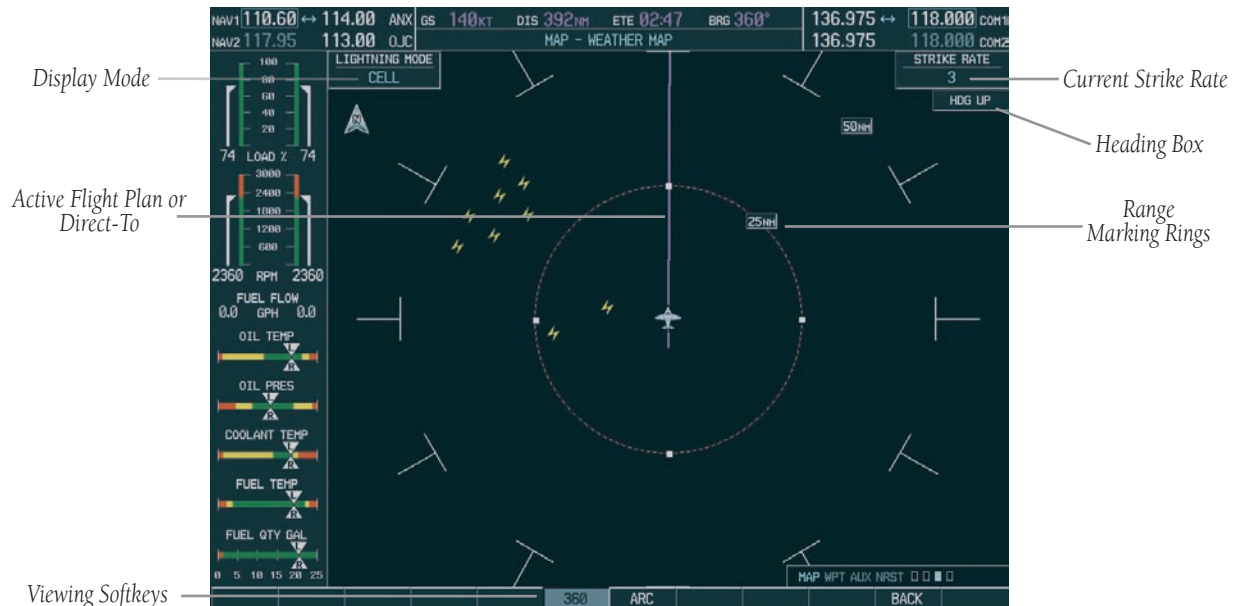 NAV1 110.60 ↔ 114.00 ANX GS 140KT DIS 392NM ETE 02:47 BRG 360° 136.975 ↔ 118.000 COM1
NAV2 117.95 113.00 OJC MAP - WEATHER MAP 136.975 118.000 COM2
LIGHTNING MODE
CELL
STRIKE RATE
3
HDG UP
Display Mode
Current Strike Rate
Heading Box
Active Flight Plan or
Direct-To
Range
Marking Rings
Viewing Softkeys
N
50NM
25NM
100
80
60
40
20
74 LOAD % 74
3000
2400
1800
1200
600
2360 RPM 2360
FUEL FLOW
0.0 GPH 0.0
OIL TEMP
L
R
OIL PRES
L
R
COOLANT TEMP
L
R
FUEL TEMP
L
R
FUEL QTY GAL
L
R
0 5 10 15 20 25
MAP WPT AUX NRST
360 ARC BACK